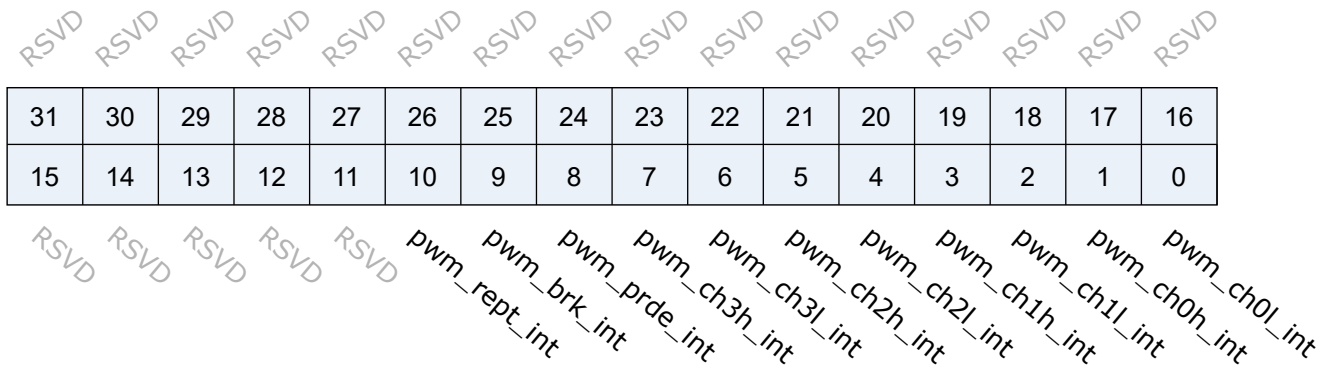 RSVD RSVD RSVD RSVD RSVD RSVD RSVD RSVD RSVD RSVD RSVD RSVD RSVD RSVD RSVD RSVD
31 30 29 28 27 26 25 24 23 22 21 20 19 18 17 16
15 14 13 12 11 10 9 8 7 6 5 4 3 2 1 0
RSVD RSVD RSVD RSVD RSVD pwm_rept_int pwm_brk_int pwm_prde_int pwm_ch3h_int pwm_ch3l_int pwm_ch2h_int pwm_ch2l_int pwm_ch1h_int pwm_ch1l_int pwm_ch0h_int pwm_ch0l_int